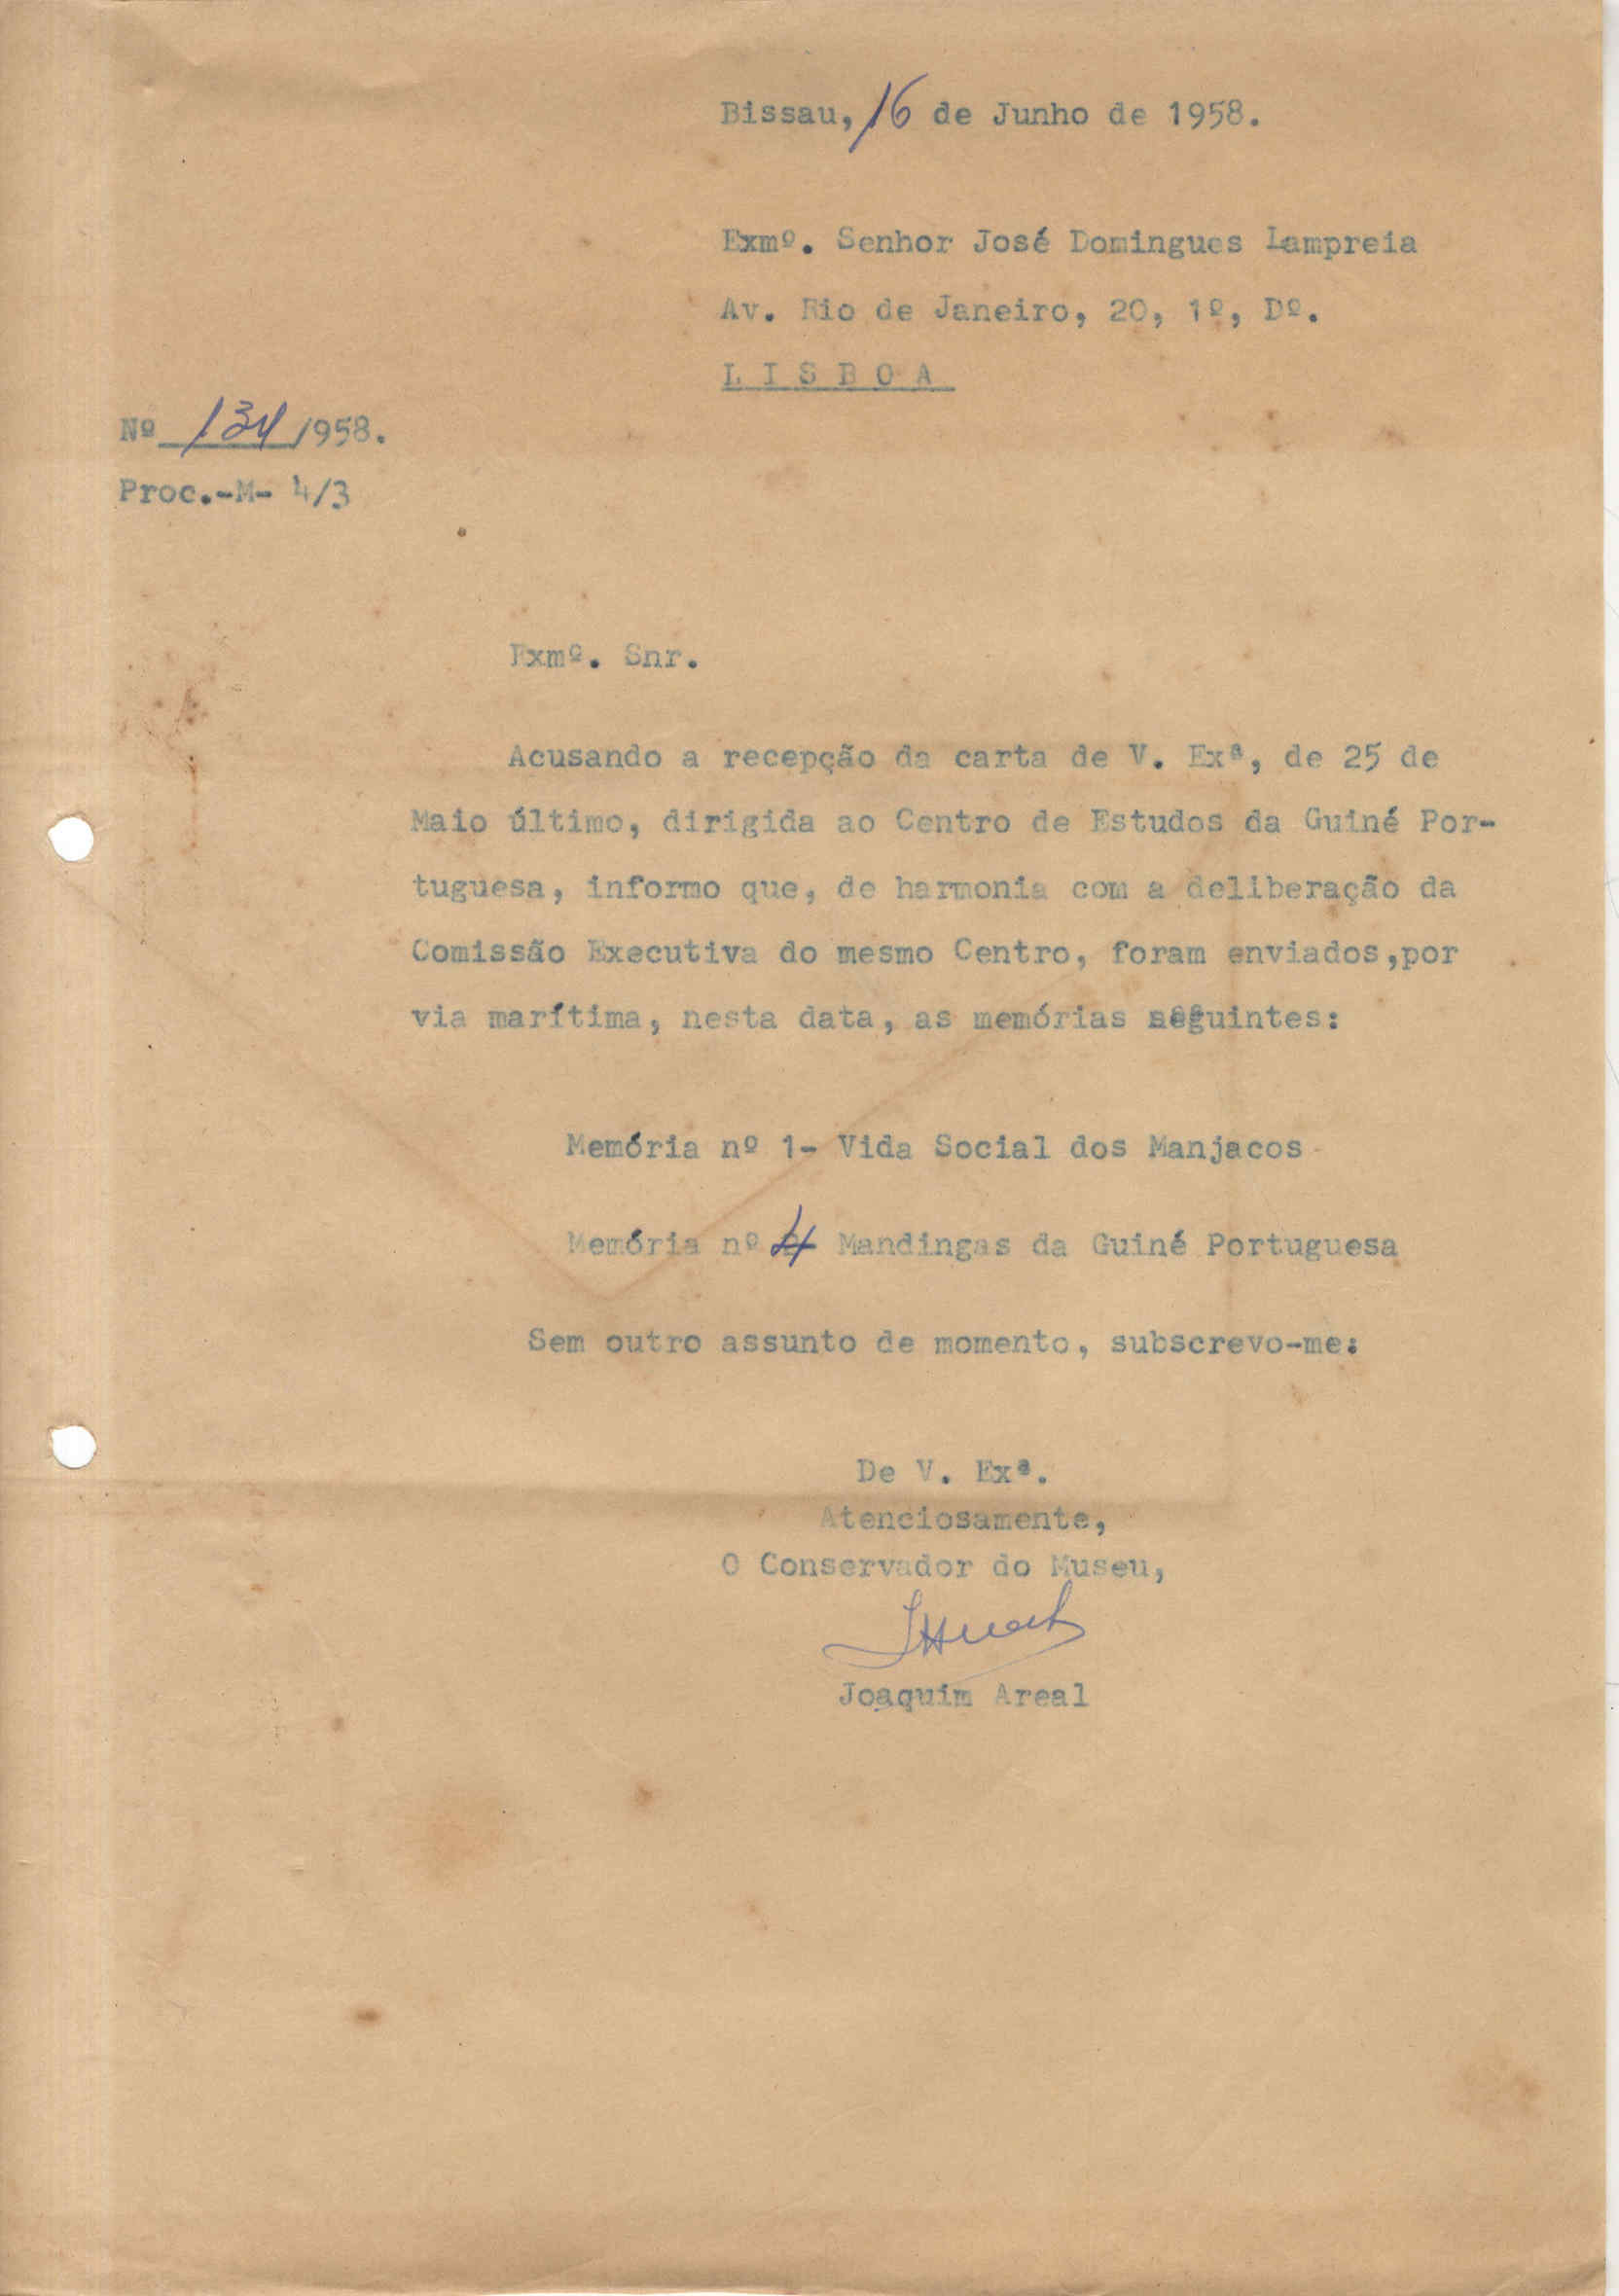 Bissau, 16 de Junho de 1958.
Exmº. Senhor José Domingues Lampreia
Av. Rio de Janeiro, 20, 1º, Dº.
LISBOA
Nº 134/1958.
Proc.-M- 4/3
Exmº. Snr.
Acusando a recepção da carta de V. Exª, de 25 de
Maio último, dirigida ao Centro de Estudos da Guiné Por-
tuguesa, informo que, de harmonia com a deliberação da
Comissão Executiva do mesmo Centro, foram enviados,por
via marítima, nesta data, as memórias seguintes:
Memória nº 1- Vida Social dos Manjacos
Memória nº 4 Mandingas da Guiné Portuguesa
Sem outro assunto de momento, subscrevo-me:
De V. Exª.
Atenciosamente,
O Conservador do Museu,
Joaquim Areal